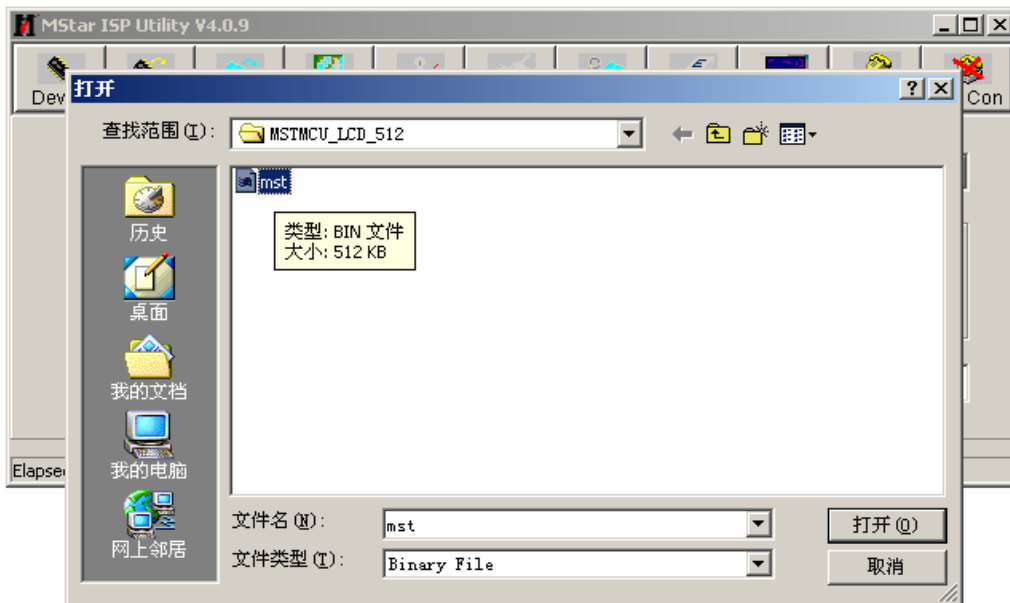 MStar ISP Utility V4.0.9
Dev
Con
打开
查找范围(I):
MSTMCU_LCD_512
mst
类型: BIN 文件
大小: 512 KB
历史
桌面
我的文档
我的电脑
网上邻居
文件名(N):
mst
打开(O)
文件类型(T):
Binary File
取消
Elapse